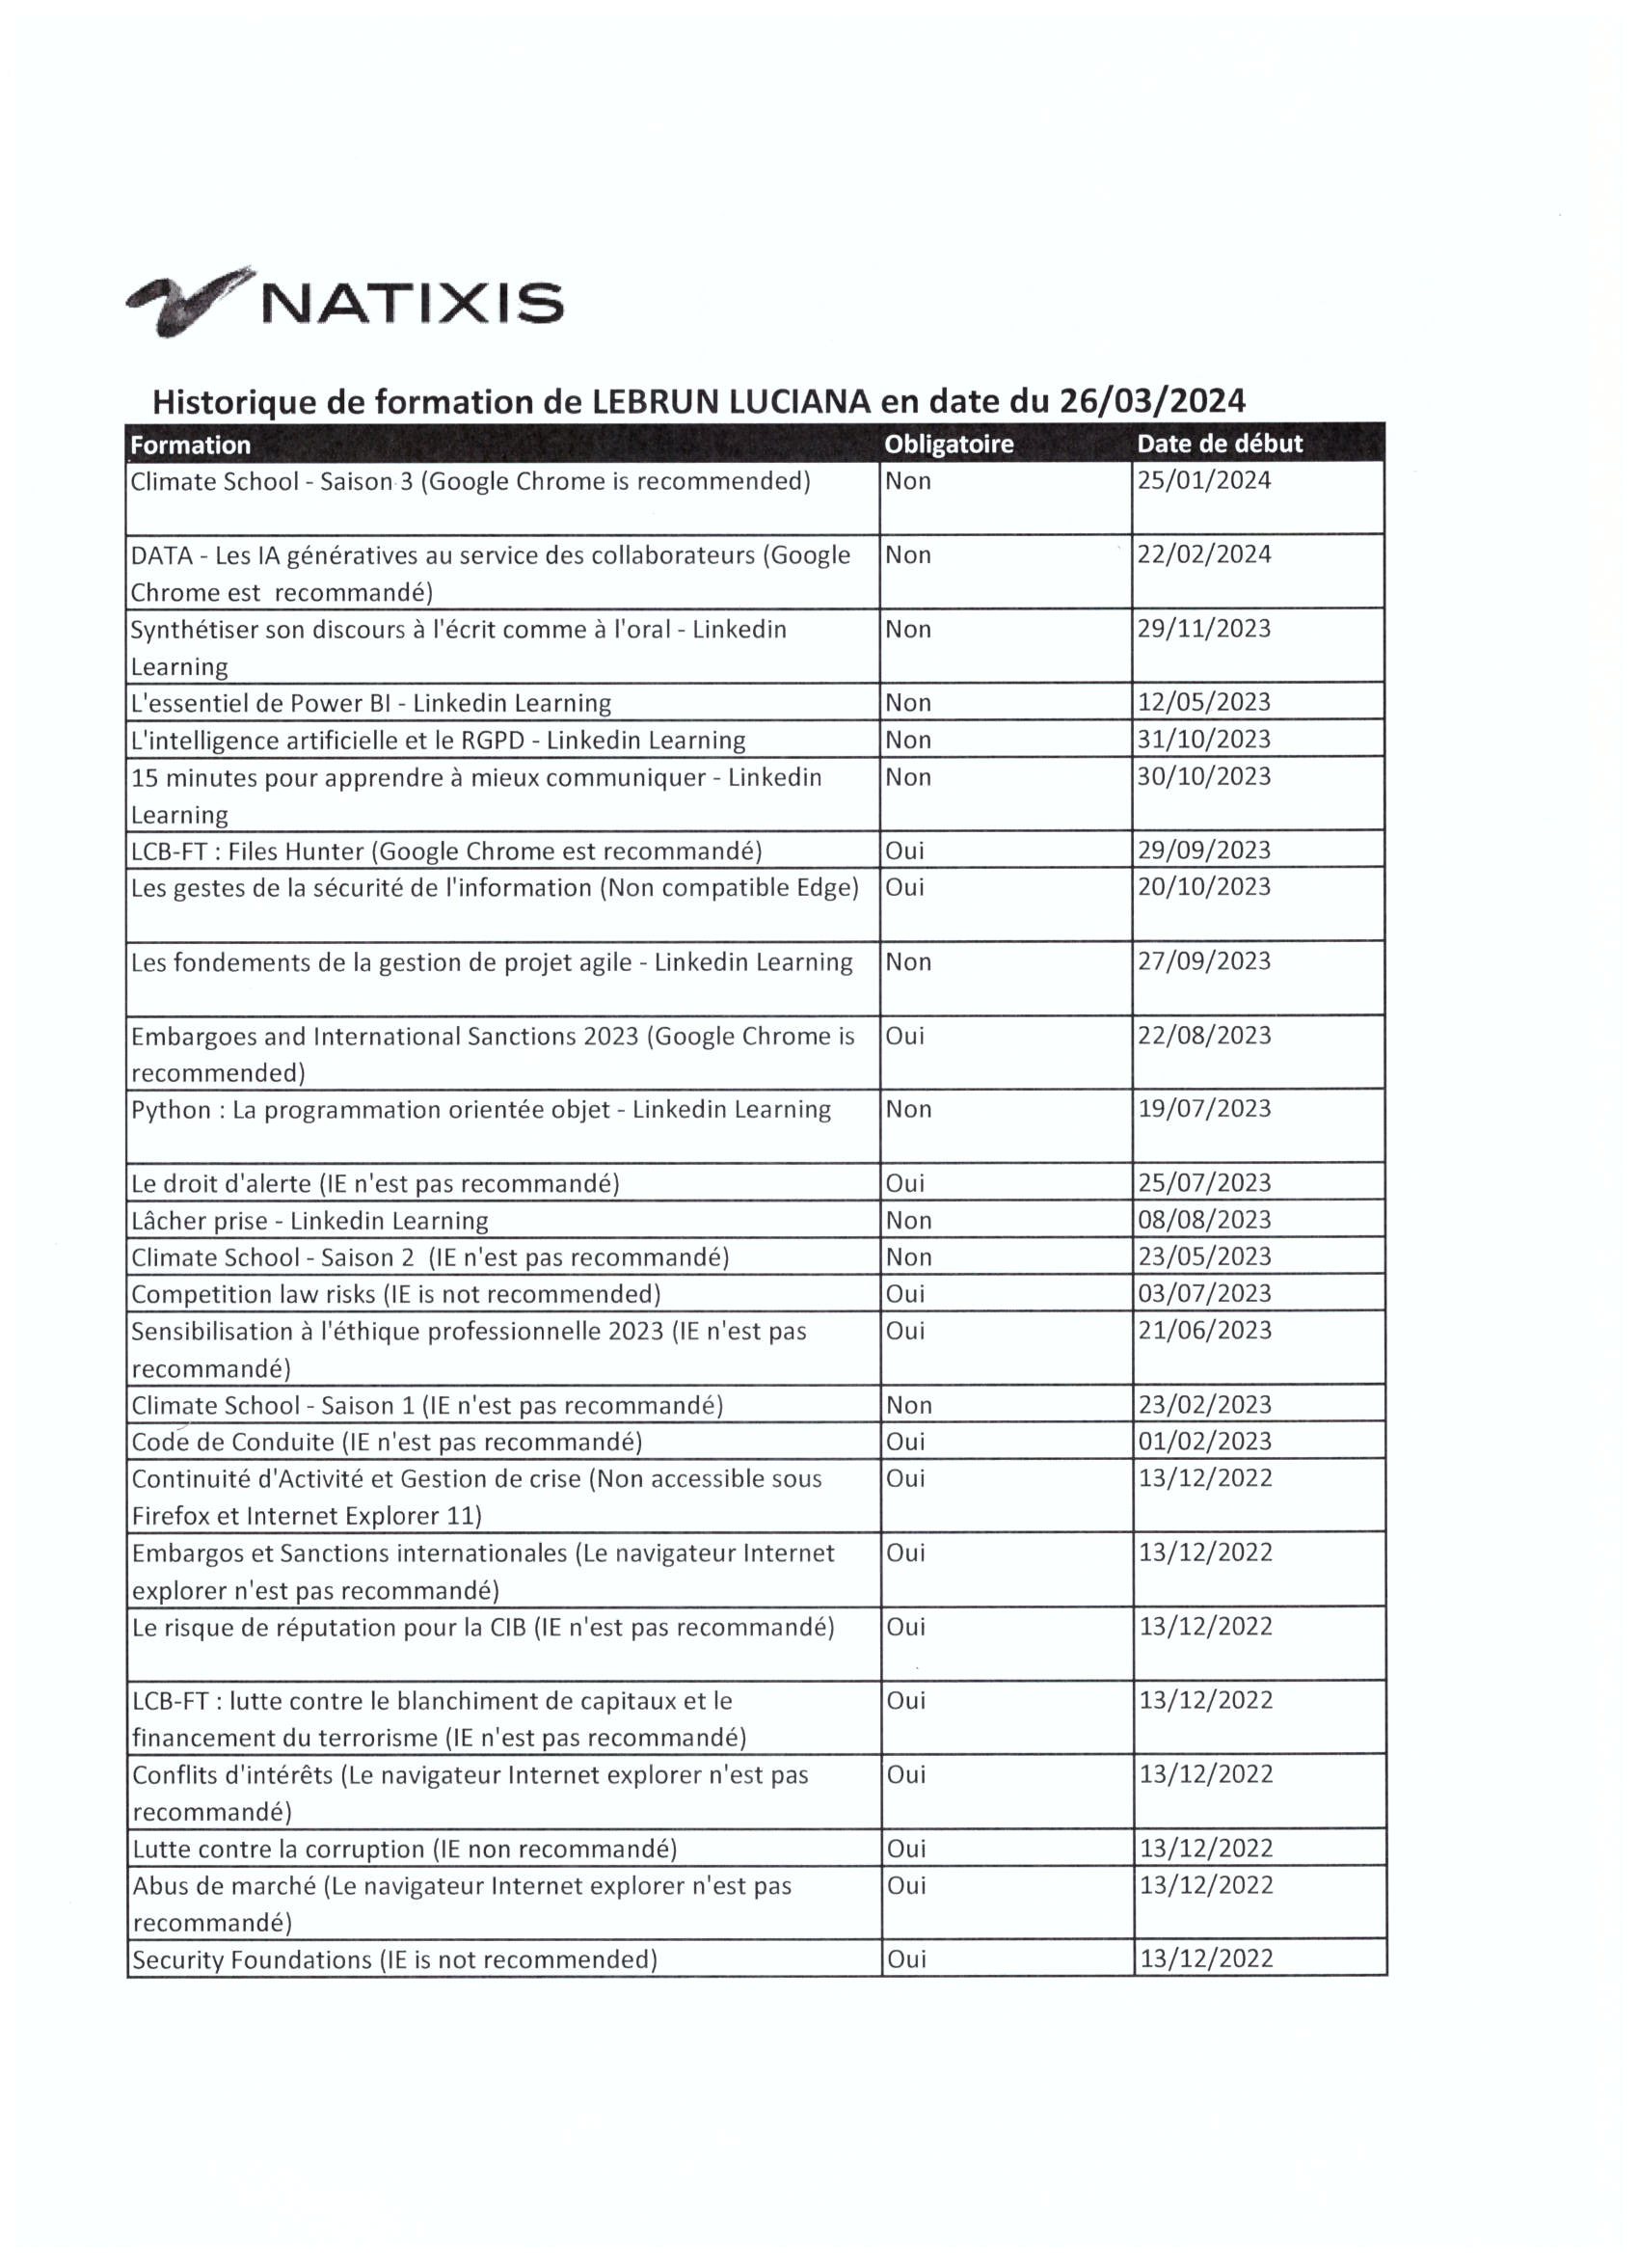 NATIXIS
Historique de formation de LEBRUN LUCIANA en date du 26/03/2024
Formation Obligatoire Date de début
Climate School - Saison 3 (Google Chrome is recommended) Non 25/01/2024
DATA - Les IA génératives au service des collaborateurs (Google Non 22/02/2024
Chrome est recommandé)
Synthétiser son discours à l'écrit comme à l'oral - Linkedin Non 29/11/2023
Learning
L'essentiel de Power BI - Linkedin Learning Non 12/05/2023
L'intelligence artificielle et le RGPD - Linkedin Learning Non 31/10/2023
15 minutes pour apprendre à mieux communiquer - Linkedin Non 30/10/2023
Learning
LCB-FT : Files Hunter (Google Chrome est recommandé) Oui 29/09/2023
Les gestes de la sécurité de l'information (Non compatible Edge) Oui 20/10/2023
Les fondements de la gestion de projet agile - Linkedin Learning Non 27/09/2023
Embargoes and International Sanctions 2023 (Google Chrome is Oui 22/08/2023
recommended)
Python : La programmation orientée objet - Linkedin Learning Non 19/07/2023
Le droit d'alerte (IE n'est pas recommandé) Oui 25/07/2023
Lâcher prise - Linkedin Learning Non 08/08/2023
Climate School - Saison 2 (IE n'est pas recommandé) Non 23/05/2023
Competition law risks (IE is not recommended) Oui 03/07/2023
Sensibilisation à l'éthique professionnelle 2023 (IE n'est pas Oui 21/06/2023
recommandé)
Climate School - Saison 1 (IE n'est pas recommandé) Non 23/02/2023
Code de Conduite (IE n'est pas recommandé) Oui 01/02/2023
Continuité d'Activité et Gestion de crise (Non accessible sous Oui 13/12/2022
Firefox et Internet Explorer 11)
Embargos et Sanctions internationales (Le navigateur Internet Oui 13/12/2022
explorer n'est pas recommandé)
Le risque de réputation pour la CIB (IE n'est pas recommandé) Oui 13/12/2022
LCB-FT : lutte contre le blanchiment de capitaux et le Oui 13/12/2022
financement du terrorisme (IE n'est pas recommandé)
Conflits d'intérêts (Le navigateur Internet explorer n'est pas Oui 13/12/2022
recommandé)
Lutte contre la corruption (IE non recommandé) Oui 13/12/2022
Abus de marché (Le navigateur Internet explorer n'est pas Oui 13/12/2022
recommandé)
Security Foundations (IE is not recommended) Oui 13/12/2022